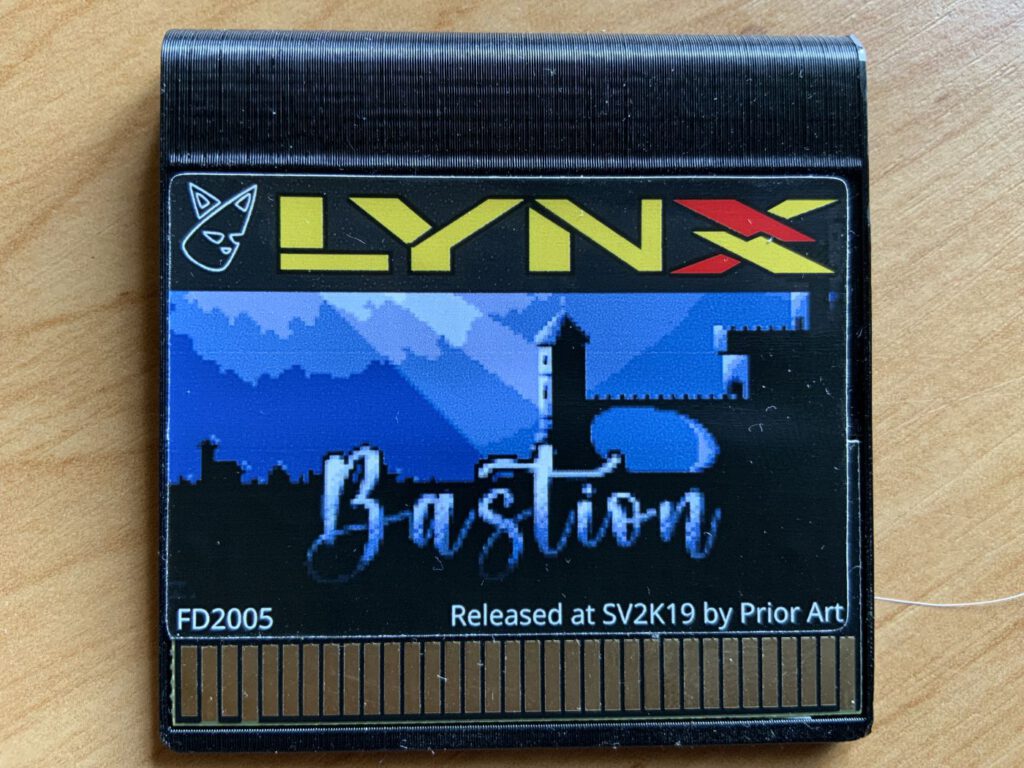 LYNX
Bastion
FD2005 Released at SV2K19 by Prior Art